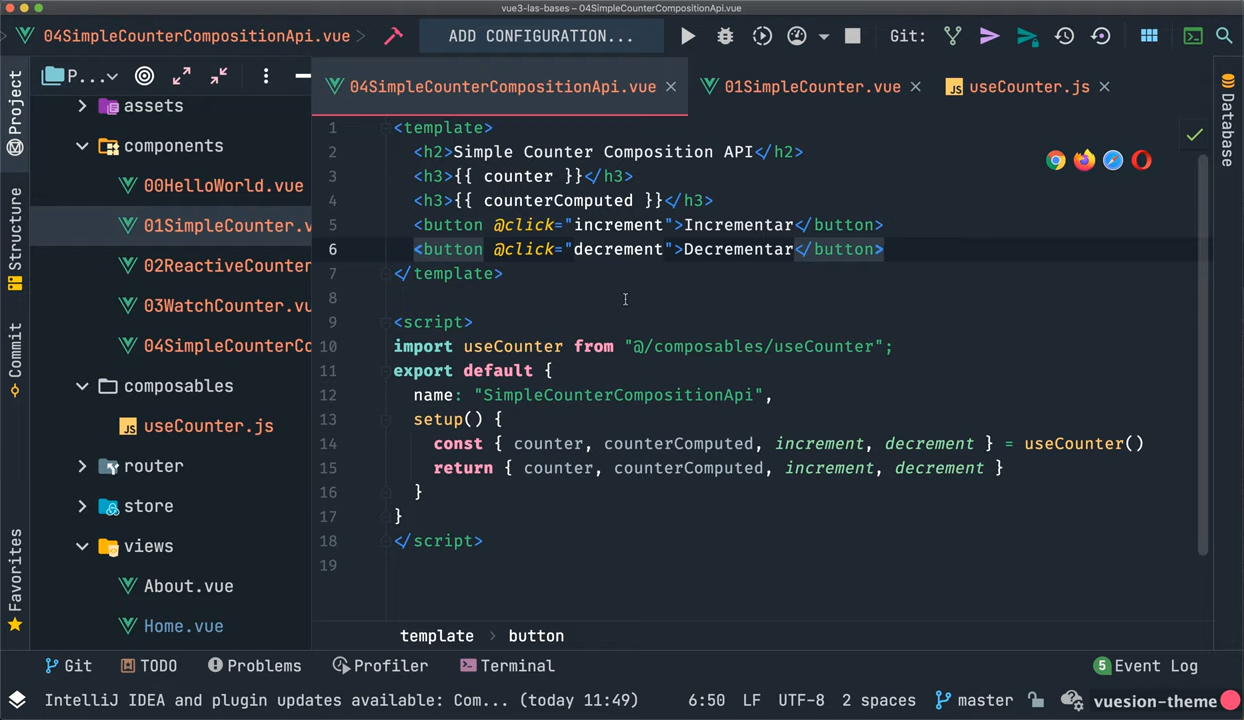 vue3-las-bases – 04SimpleCounterCompositionApi.vue
04SimpleCounterCompositionApi.vue
ADD CONFIGURATION...
Git:
Project
Structure
Commit
Favorites
P...
assets
components
00HelloWorld.vue
01SimpleCounter.v
02ReactiveCounter
03WatchCounter.vu
04SimpleCounterCo
composables
useCounter.js
router
store
views
About.vue
Home.vue
04SimpleCounterCompositionApi.vue
01SimpleCounter.vue
JS useCounter.js
Database
1 <template>
2 <h2>Simple Counter Composition API</h2>
3 <h3>{{ counter }}</h3>
4 <h3>{{ counterComputed }}</h3>
5 <button @click="increment">Incrementar</button>
6 <button @click="decrement">Decrementar</button>
7 </template>
8
9 <script>
10 import useCounter from "@/composables/useCounter";
11 export default {
12 name: "SimpleCounterCompositionApi",
13 setup() {
14 const { counter, counterComputed, increment, decrement } = useCounter()
15 return { counter, counterComputed, increment, decrement }
16 }
17 }
18 </script>
19
template > button
Git
TODO
Problems
Profiler
Terminal
5 Event Log
IntelliJ IDEA and plugin updates available: Com... (today 11:49)
6:50
LF
UTF-8
2 spaces
master
vuesion-theme